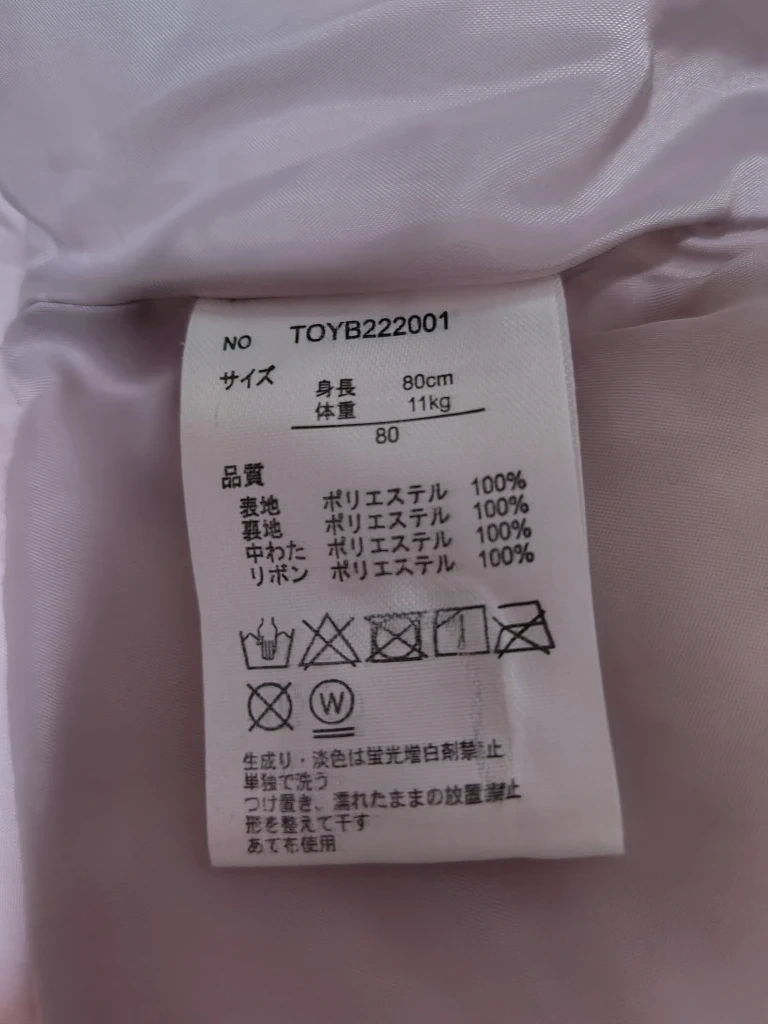 NO TOYB222001
サイズ 身長 80cm
体重 11kg
80
品質
表地 ポリエステル 100%
裏地 ポリエステル 100%
中わた ポリエステル 100%
リボン ポリエステル 100%
W
生成り・淡色は蛍光増白剤禁止
単独で洗う
つけ置き、濡れたままの放置禁止
形を整えて干す
あて布使用